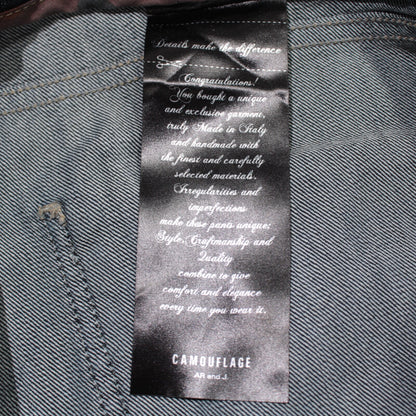 Details make the difference
Congratulations!
You bought a unique
and exclusive garment,
truly Made in Italy
and handmade with
the finest and carefully
selected materials.
Irregularities and
imperfections
make these pants unique:
Style, Craftmanship and
Quality
combine to give
comfort and elegance
every time you wear it.
CAMOUFLAGE
AR and J.